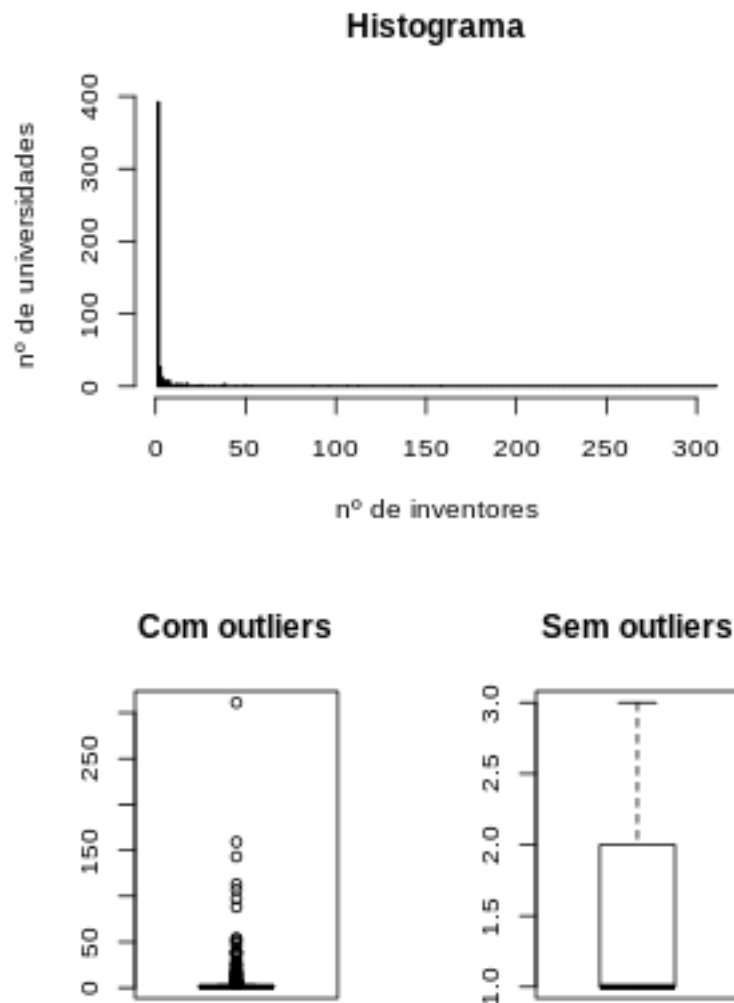 Histograma
nº de universidades
400
300
200
100
0
0 50 100 150 200 250 300
nº de inventores
Com outliers
250
150
50
0
Sem outliers
3.0
2.5
2.0
1.5
1.0